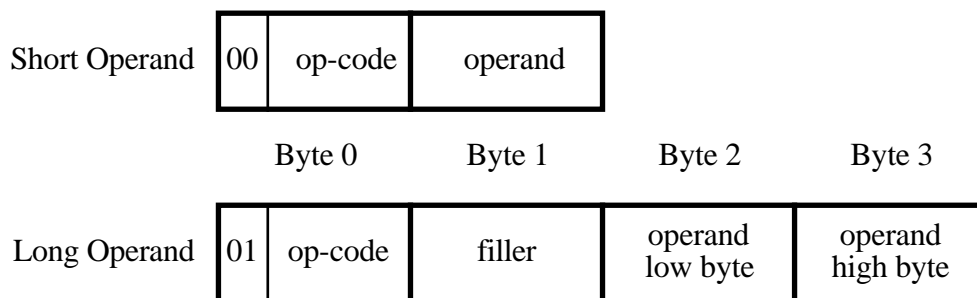 Short Operand 00 op-code operand
Byte 0 Byte 1 Byte 2 Byte 3
Long Operand 01 op-code filler operand low byte operand high byte